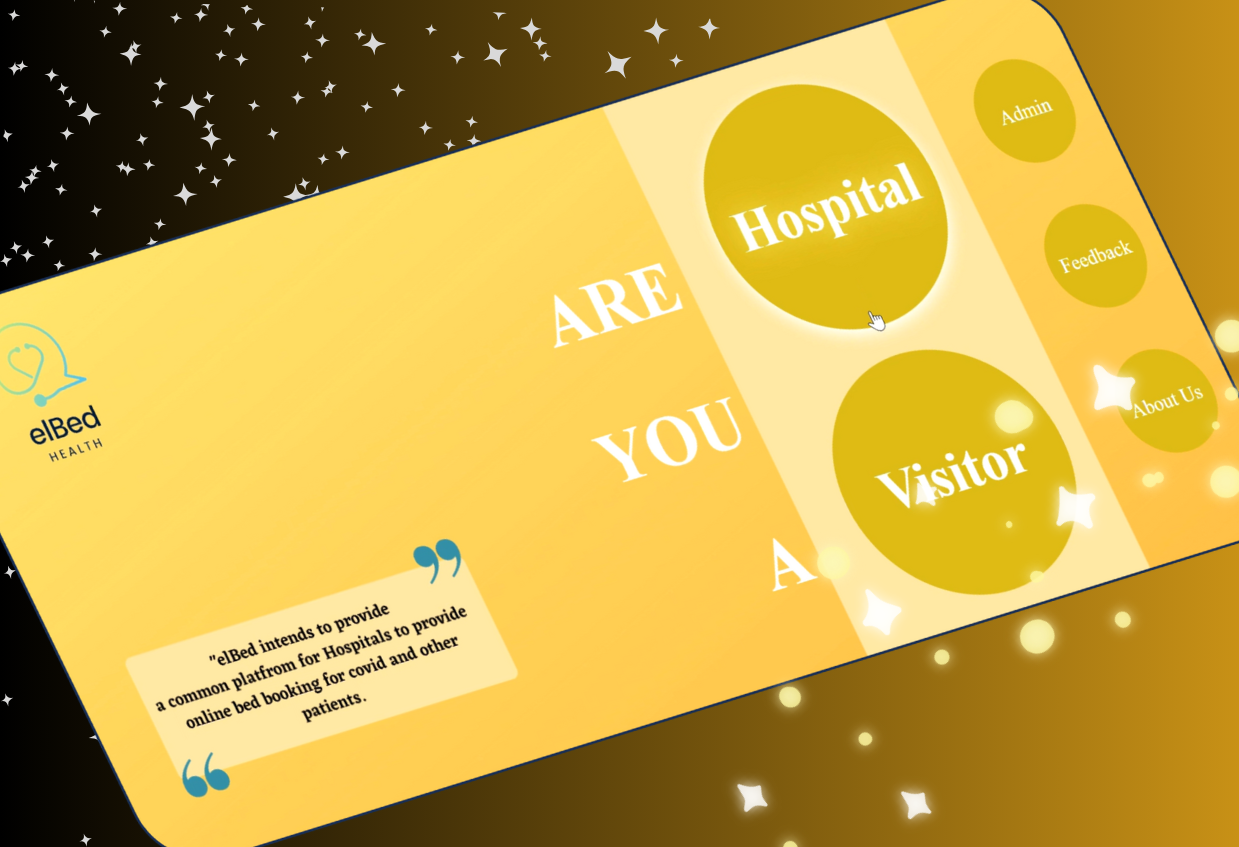 elBed
HEALTH
ARE
YOU
A
Hospital
Visitor
Admin
Feedback
About Us
"elBed intends to provide
a common platfrom for Hospitals to provide
online bed booking for covid and other
patients.